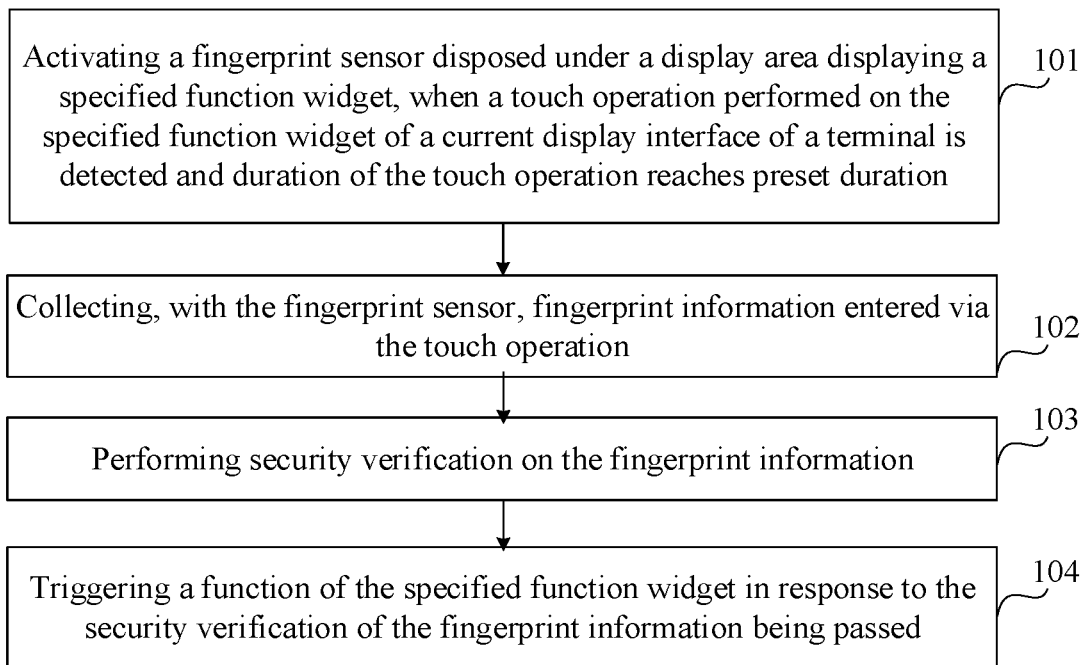 Activating a fingerprint sensor disposed under a display area displaying a
specified function widget, when a touch operation performed on the
specified function widget of a current display interface of a terminal is
detected and duration of the touch operation reaches preset duration
101
Collecting, with the fingerprint sensor, fingerprint information entered via
the touch operation
102
Performing security verification on the fingerprint information
103
Triggering a function of the specified function widget in response to the
security verification of the fingerprint information being passed
104